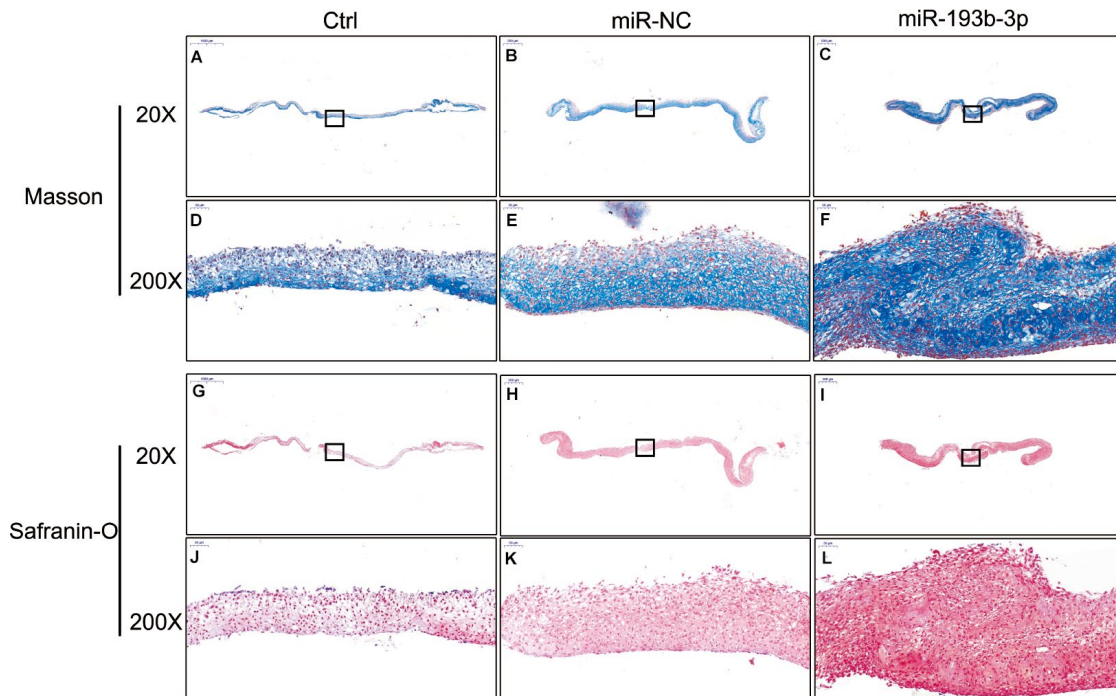 Ctrl miR-NC miR-193b-3p
A B C
20X
Masson
D E F
200X
G H I
20X
Safranin-O
J K L
200X